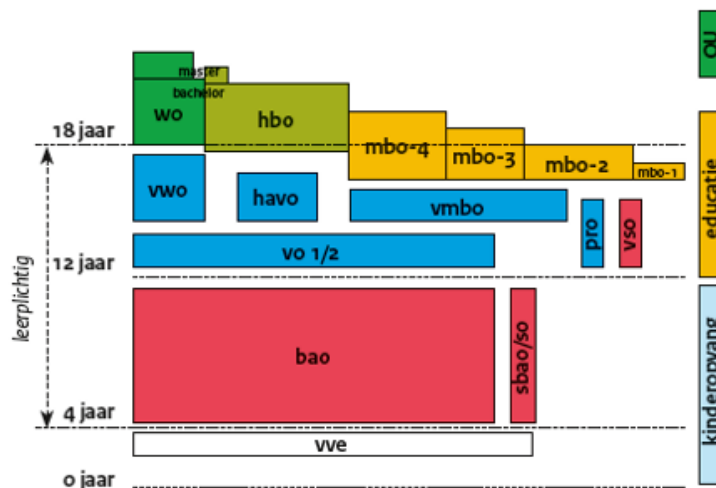 OU
master
bachelor
wo
hbo
18 jaar
mbo-4
mbo-3
mbo-2
mbo-1
vwo
havo
vmbo
pro
vso
educatie
vo 1/2
12 jaar
leerplichtig
bao
sbao/so
kinderopvang
4 jaar
vve
0 jaar